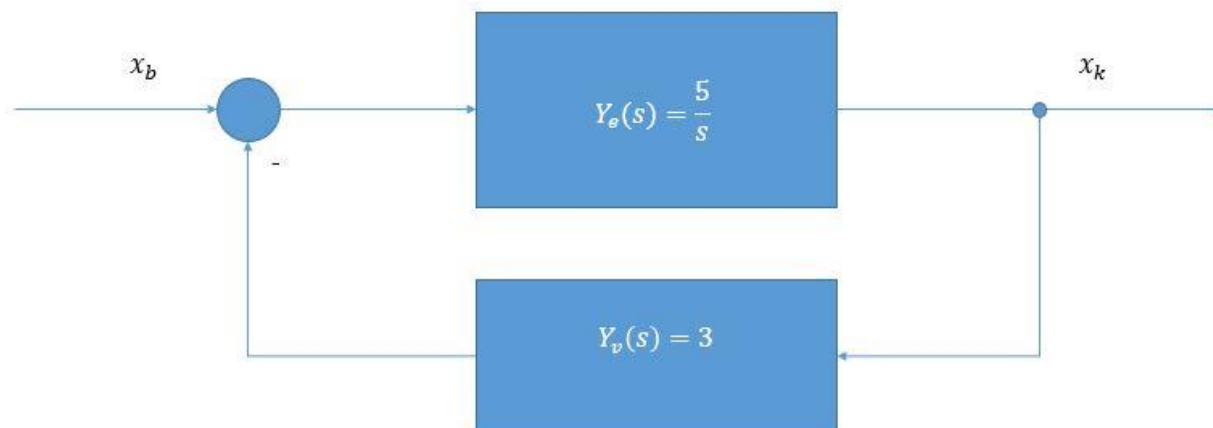 x_b
x_k
Y_e(s) = 5/s
-
Y_v(s) = 3